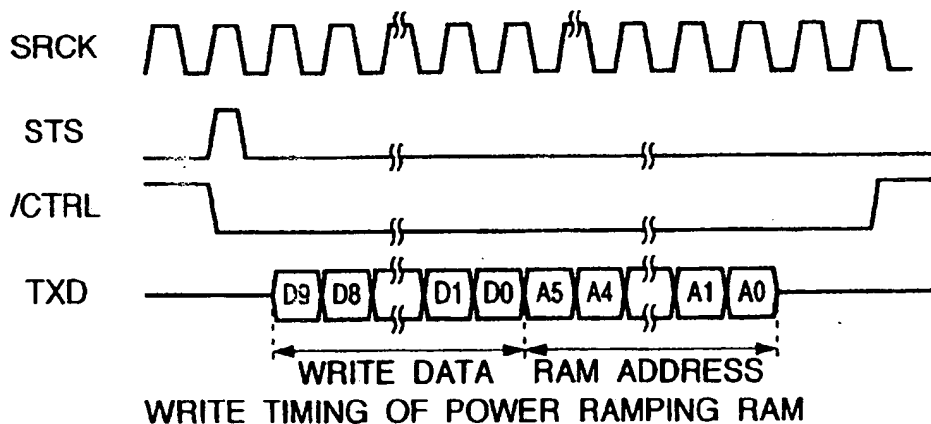 SRCK
STS
/CTRL
TXD D9 D8 D1 D0 A5 A4 A1 A0
WRITE DATA RAM ADDRESS
WRITE TIMING OF POWER RAMPING RAM